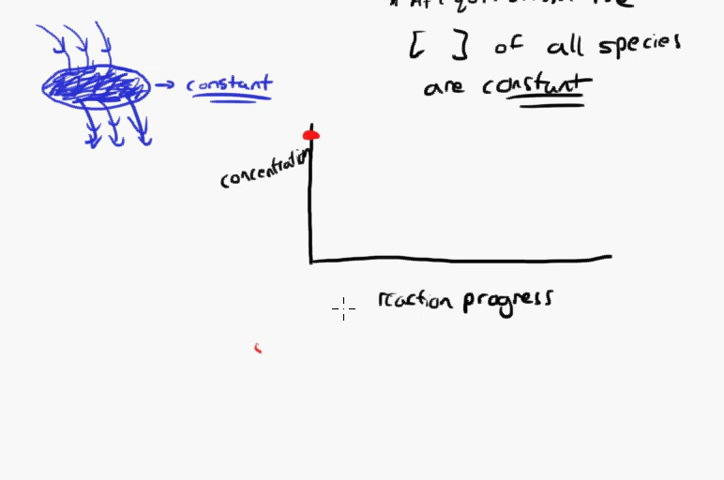 [ ] of all species
are constant
→ constant
concentration
reaction progress